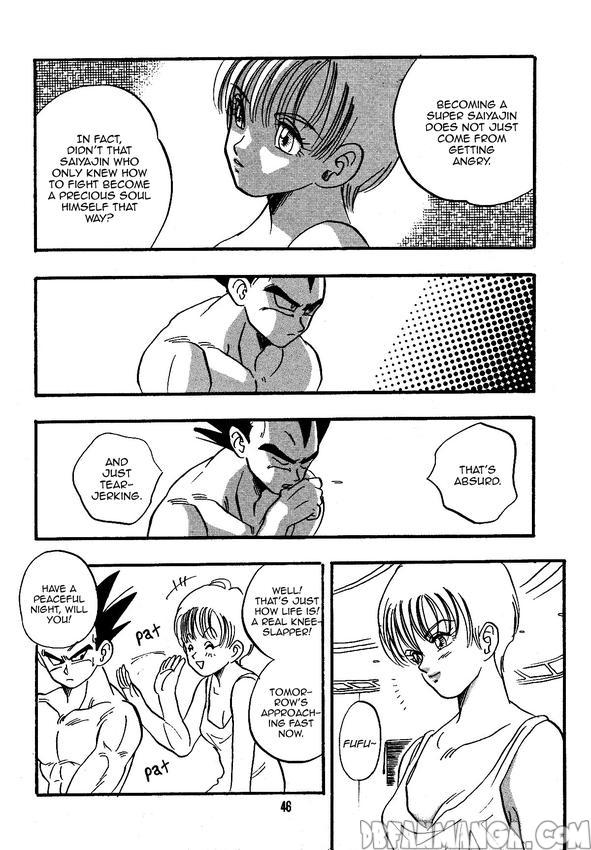 BECOMING A
SUPER SAIYAJIN
DOES NOT JUST
COME FROM
GETTING
ANGRY.
IN FACT,
DIDN'T THAT
SAIYAJIN WHO
ONLY KNEW HOW
TO FIGHT BECOME
A PRECIOUS SOUL
HIMSELF THAT
WAY?
THAT'S
ABSURD.
AND
JUST
TEAR-
JERKING.
WELL!
THAT'S JUST
HOW LIFE IS!
A REAL KNEE-
SLAPPER!
TOMOR-
ROW'S
APPROACH-
ING FAST
NOW.
HAVE A
PEACEFUL
NIGHT, WILL
YOU!
pat
pat
FUFU~
46
DBFANMANGA.COM